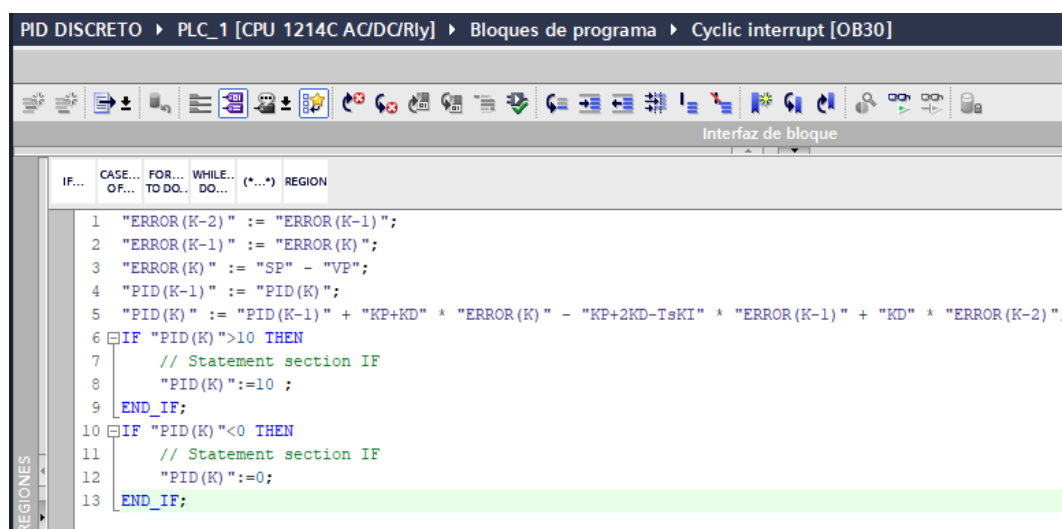 PID DISCRETO ▸ PLC_1 [CPU 1214C AC/DC/Rly] ▸ Bloques de programa ▸ Cyclic interrupt [OB30]
Interfaz de bloque
IF... CASE... OF... FOR... TO DO.. WHILE.. DO... (*...*) REGION
1 "ERROR(K-2)" := "ERROR(K-1)";
2 "ERROR(K-1)" := "ERROR(K)";
3 "ERROR(K)" := "SP" - "VP";
4 "PID(K-1)" := "PID(K)";
5 "PID(K)" := "PID(K-1)" + "KP+KD" * "ERROR(K)" - "KP+2KD-TsKI" * "ERROR(K-1)" + "KD" * "ERROR(K-2)"
6 IF "PID(K)">10 THEN
7 // Statement section IF
8 "PID(K)":=10 ;
9 END_IF;
10 IF "PID(K)"<0 THEN
11 // Statement section IF
12 "PID(K)":=0;
13 END_IF;
REGIONES